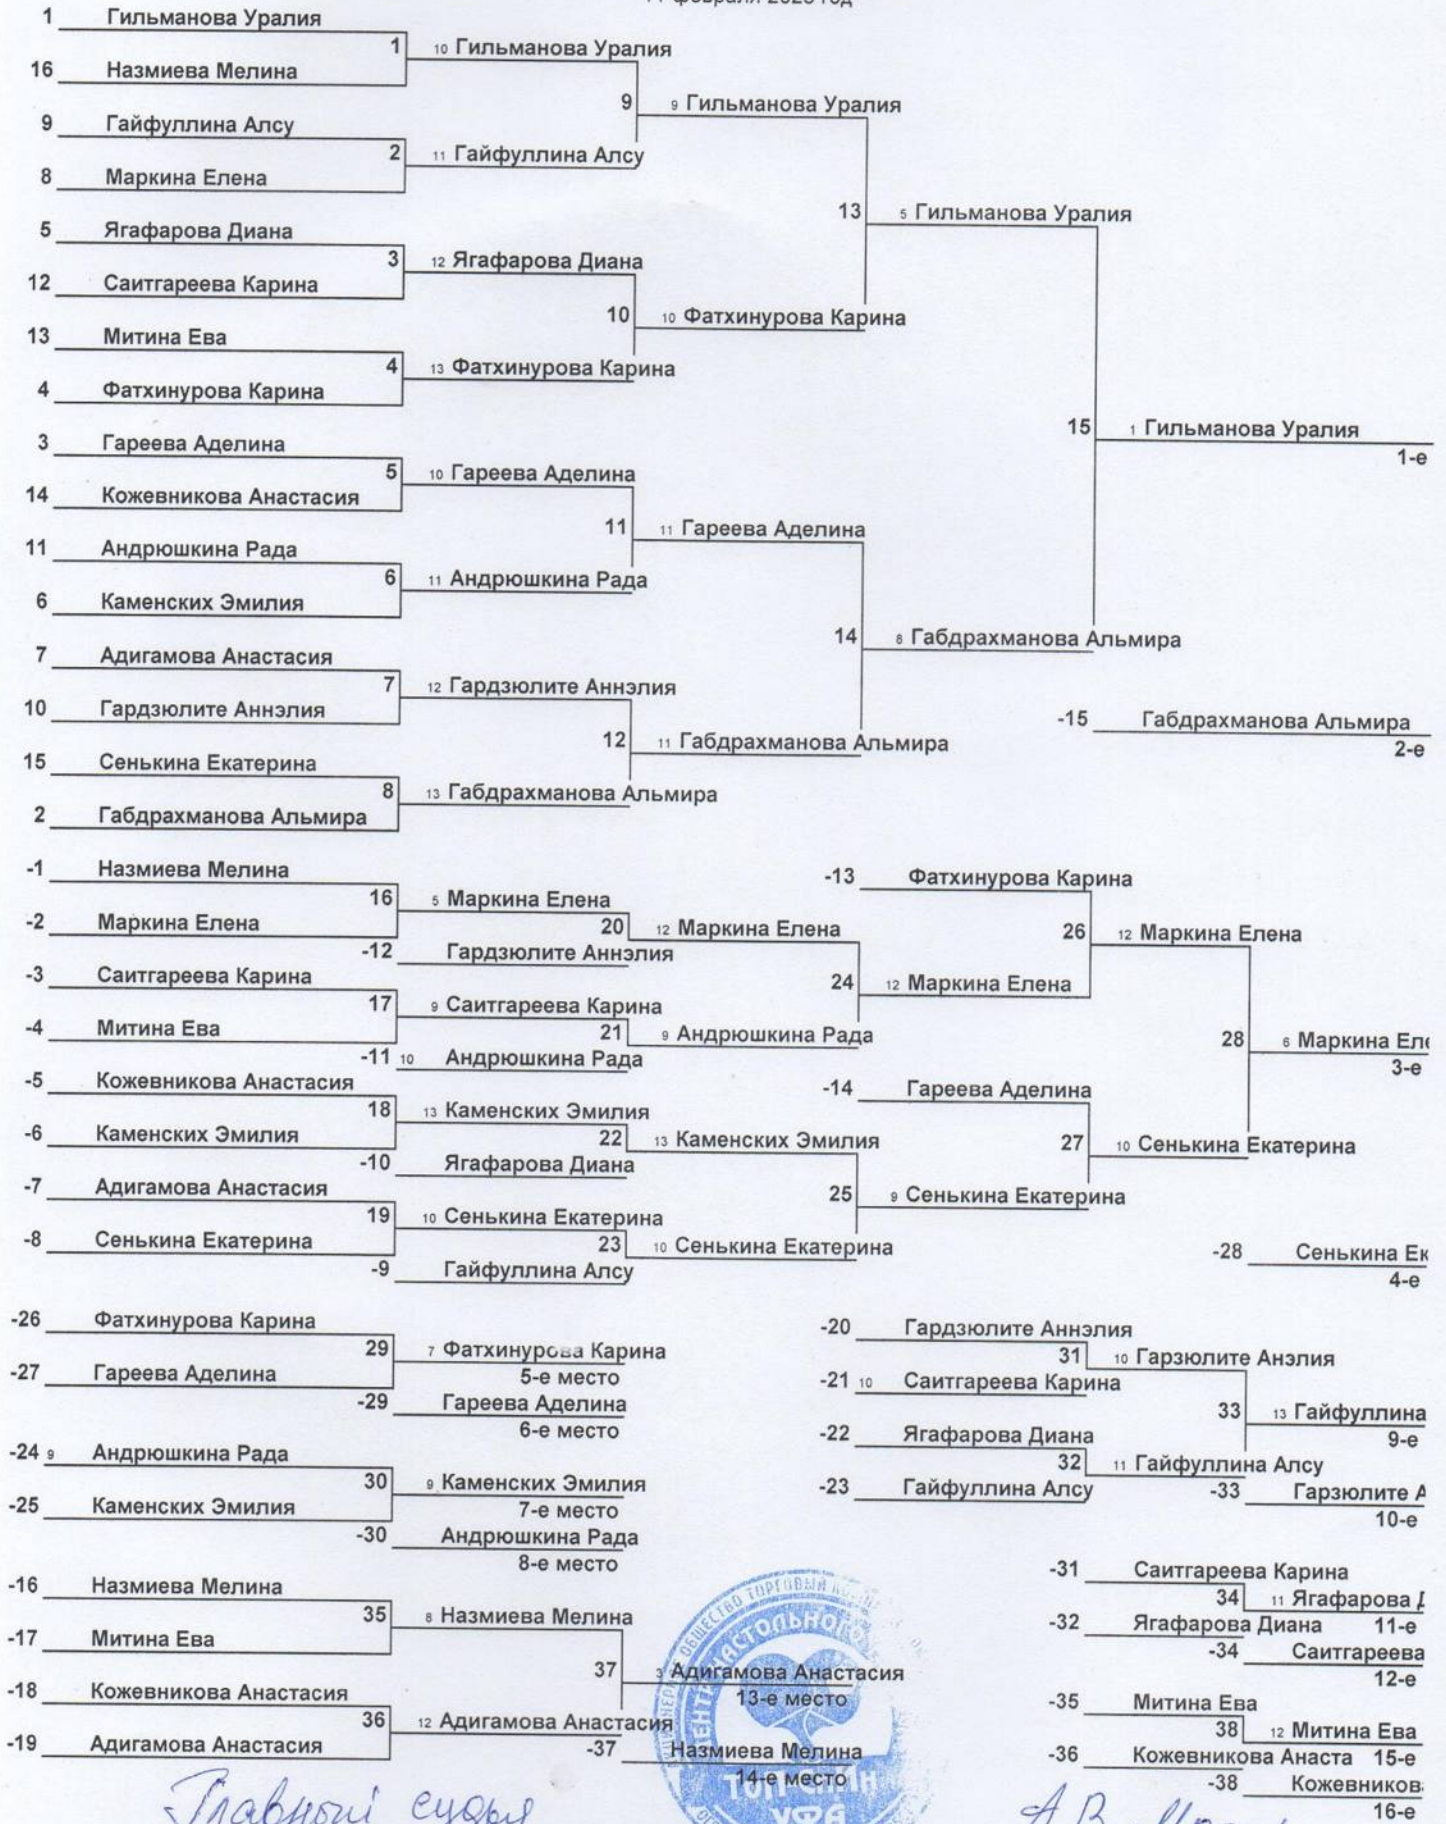 1 Гильманова Уралия
1 10 Гильманова Уралия
16 Назмиева Мелина
9 9 Гильманова Уралия
9 Гайфуллина Алсу
2 11 Гайфуллина Алсу
8 Маркина Елена
13 5 Гильманова Уралия
5 Ягафарова Диана
3 12 Ягафарова Диана
12 Саитгареева Карина
10 10 Фатхинурова Карина
13 Митина Ева
4 13 Фатхинурова Карина
4 Фатхинурова Карина
15 1 Гильманова Уралия
1-е
3 Гареева Аделина
5 10 Гареева Аделина
14 Кожевникова Анастасия
11 11 Гареева Аделина
11 Андрюшкина Рада
6 11 Андрюшкина Рада
6 Каменских Эмилия
14 8 Габдрахманова Альмира
7 Адигамова Анастасия
7 12 Гардзюлите Аннэлия
10 Гардзюлите Аннэлия
-15 Габдрахманова Альмира
2-е
12 11 Габдрахманова Альмира
15 Сенькина Екатерина
8 13 Габдрахманова Альмира
2 Габдрахманова Альмира
-1 Назмиева Мелина
-13 Фатхинурова Карина
16 5 Маркина Елена
-2 Маркина Елена
20 12 Маркина Елена
26 12 Маркина Елена
-12 Гардзюлите Аннэлия
-3 Саитгареева Карина
24 12 Маркина Елена
17 9 Саитгареева Карина
-4 Митина Ева
21 9 Андрюшкина Рада
28 6 Маркина Еле
3-е
-11 10 Андрюшкина Рада
-5 Кожевникова Анастасия
-14 Гареева Аделина
18 13 Каменских Эмилия
-6 Каменских Эмилия
22 13 Каменских Эмилия
27 10 Сенькина Екатерина
-10 Ягафарова Диана
-7 Адигамова Анастасия
25 9 Сенькина Екатерина
19 10 Сенькина Екатерина
-8 Сенькина Екатерина
23 10 Сенькина Екатерина
-28 Сенькина Ек
4-е
-9 Гайфуллина Алсу
-26 Фатхинурова Карина
-20 Гардзюлите Аннэлия
29 7 Фатхинурова Карина
5-е место
31 10 Гарзюлите Анэлия
-27 Гареева Аделина
-21 10 Саитгареева Карина
-29 Гареева Аделина
6-е место
33 13 Гайфуллина
9-е
-22 Ягафарова Диана
-24 9 Андрюшкина Рада
32 11 Гайфуллина Алсу
30 9 Каменских Эмилия
7-е место
-23 Гайфуллина Алсу
-33 Гарзюлите А
10-е
-25 Каменских Эмилия
-30 Андрюшкина Рада
8-е место
-31 Саитгареева Карина
-16 Назмиева Мелина
34 11 Ягафарова Д
11-е
35 8 Назмиева Мелина
-32 Ягафарова Диана
-17 Митина Ева
-34 Саитгареева
12-е
37 3 Адигамова Анастасия
13-е место
-18 Кожевникова Анастасия
-35 Митина Ева
36 12 Адигамова Анастасия
38 12 Митина Ева
15-е
-19 Адигамова Анастасия
-37 Назмиева Мелина
14-е место
-36 Кожевникова Анаста
-38 Кожевников
16-е
Главный судья
ТОП-СПИН
УФА